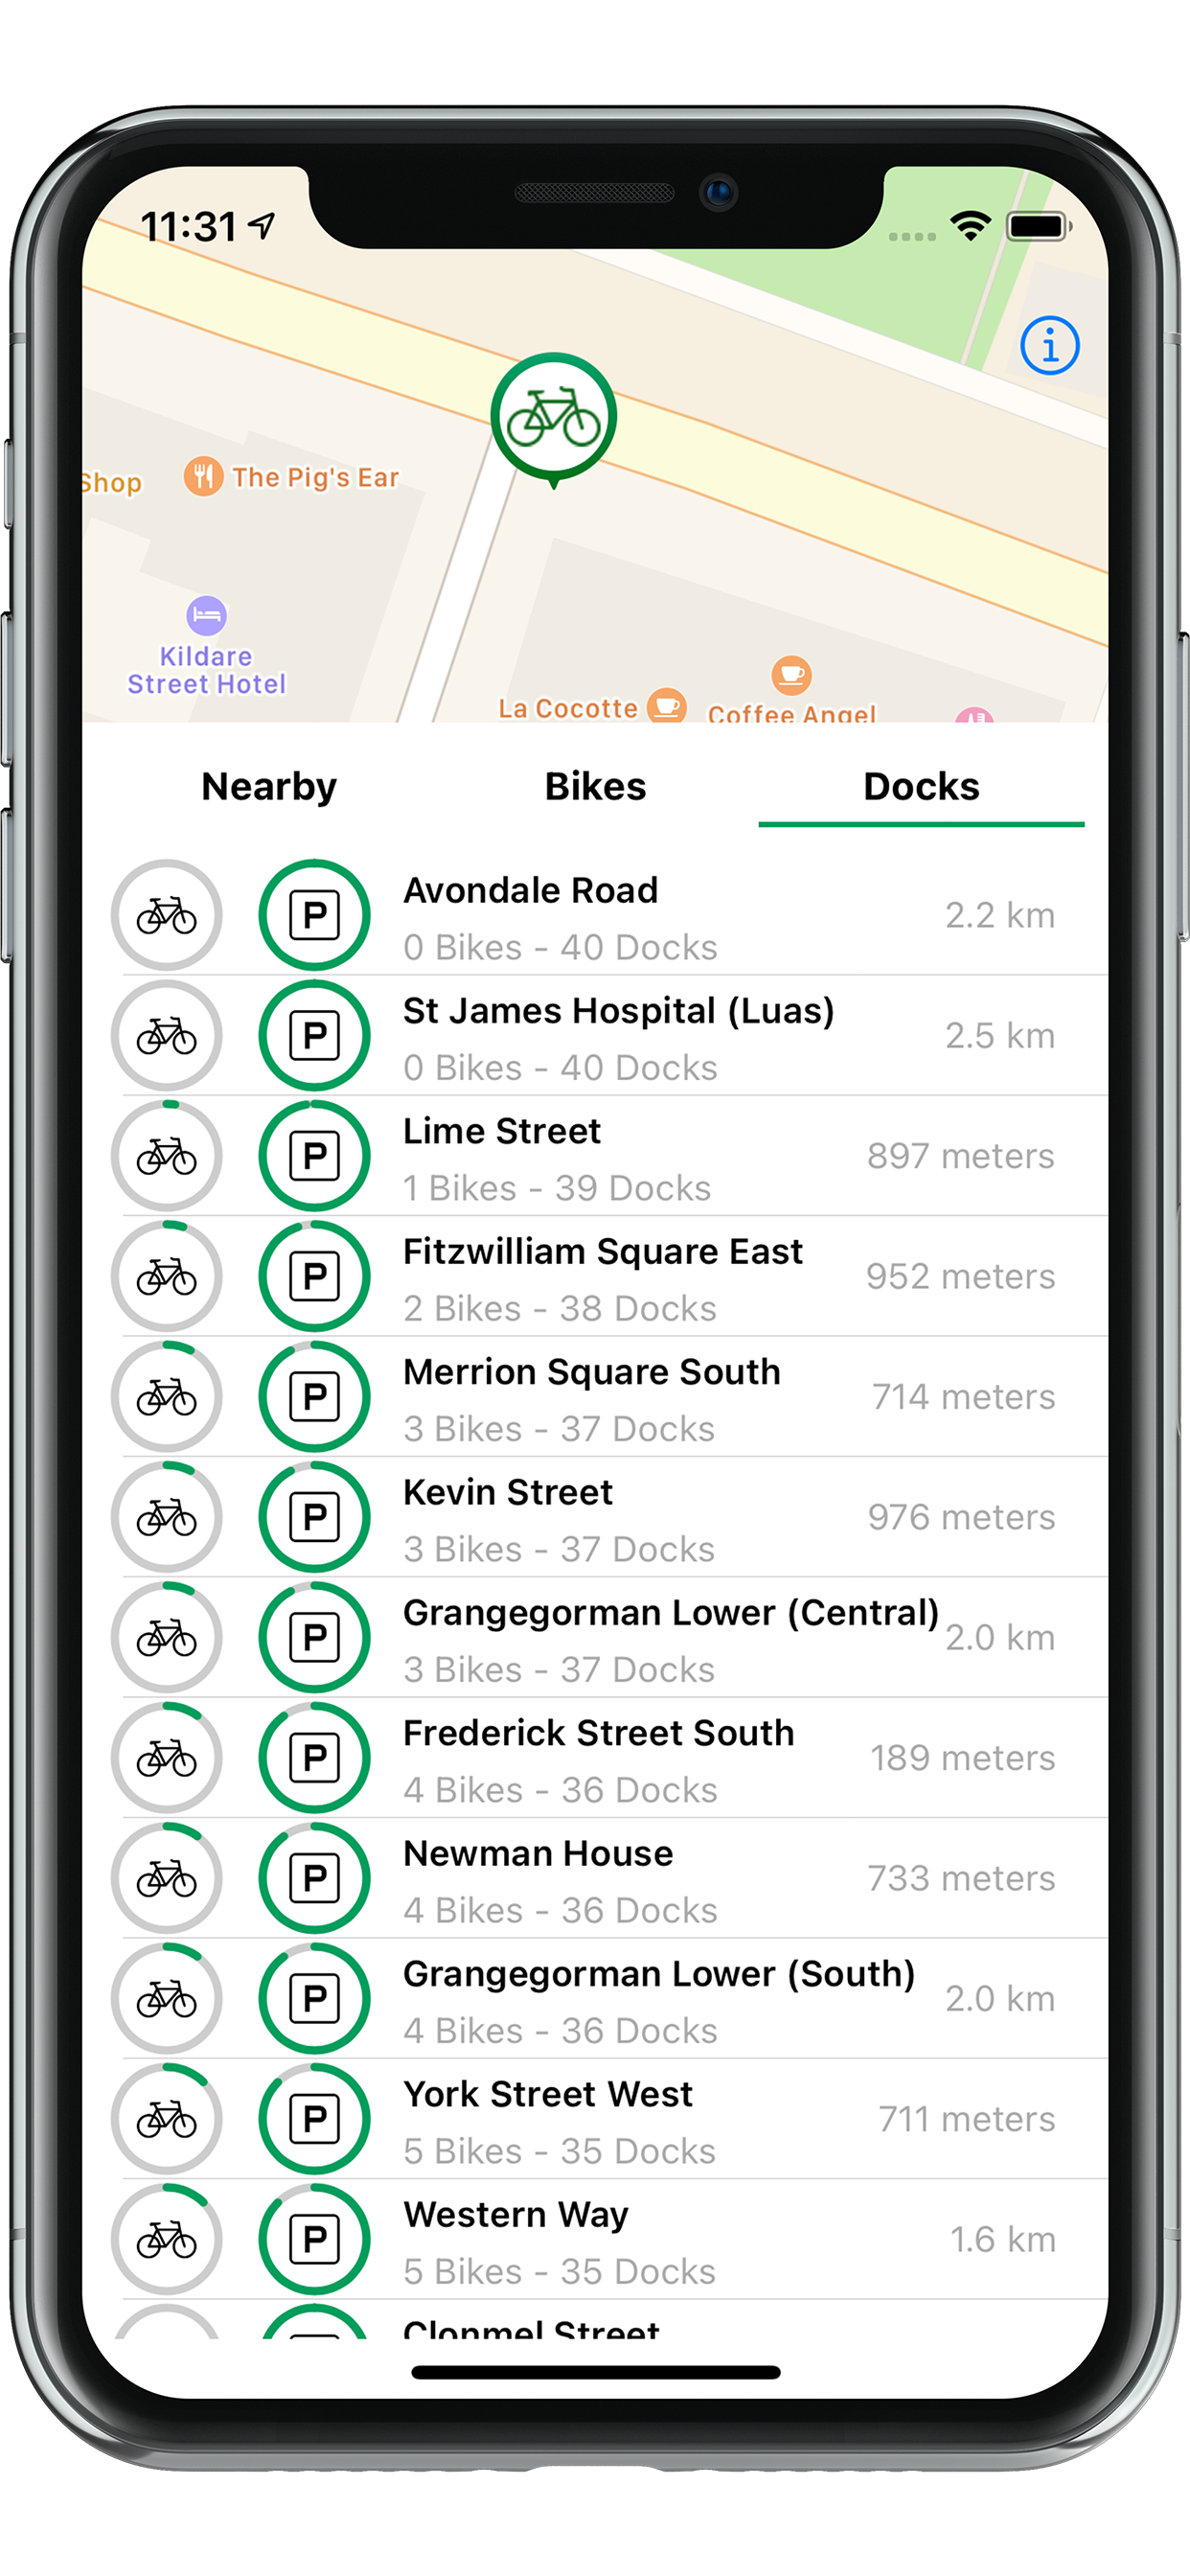 11:31
Shop
The Pig's Ear
Kildare
Street Hotel
La Cocotte
Coffee Angel
Nearby
Bikes
Docks
P
Avondale Road
0 Bikes - 40 Docks
2.2 km
P
St James Hospital (Luas)
0 Bikes - 40 Docks
2.5 km
P
Lime Street
1 Bikes - 39 Docks
897 meters
P
Fitzwilliam Square East
2 Bikes - 38 Docks
952 meters
P
Merrion Square South
3 Bikes - 37 Docks
714 meters
P
Kevin Street
3 Bikes - 37 Docks
976 meters
P
Grangegorman Lower (Central)
3 Bikes - 37 Docks
2.0 km
P
Frederick Street South
4 Bikes - 36 Docks
189 meters
P
Newman House
4 Bikes - 36 Docks
733 meters
P
Grangegorman Lower (South)
4 Bikes - 36 Docks
2.0 km
P
York Street West
5 Bikes - 35 Docks
711 meters
P
Western Way
5 Bikes - 35 Docks
1.6 km
Clonmel Street